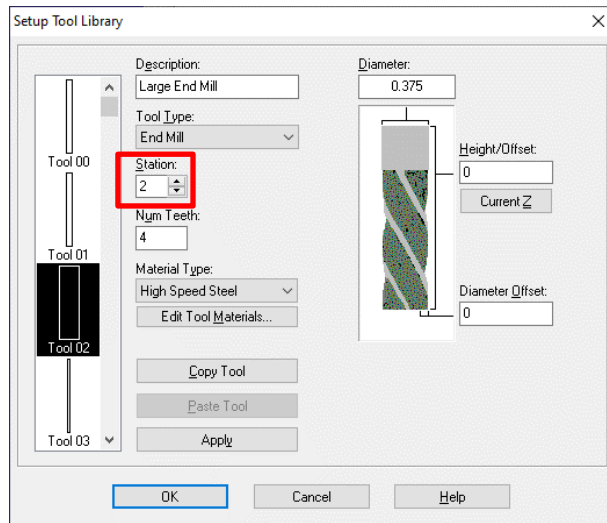 Setup Tool Library
Tool 00
Tool 01
Tool 02
Tool 03
Description:
Large End Mill
Tool Type:
End Mill
Station:
2
Num Teeth:
4
Material Type:
High Speed Steel
Edit Tool Materials...
Copy Tool
Paste Tool
Apply
Diameter:
0.375
Height/Offset:
0
Current Z
Diameter Offset:
0
OK Cancel Help